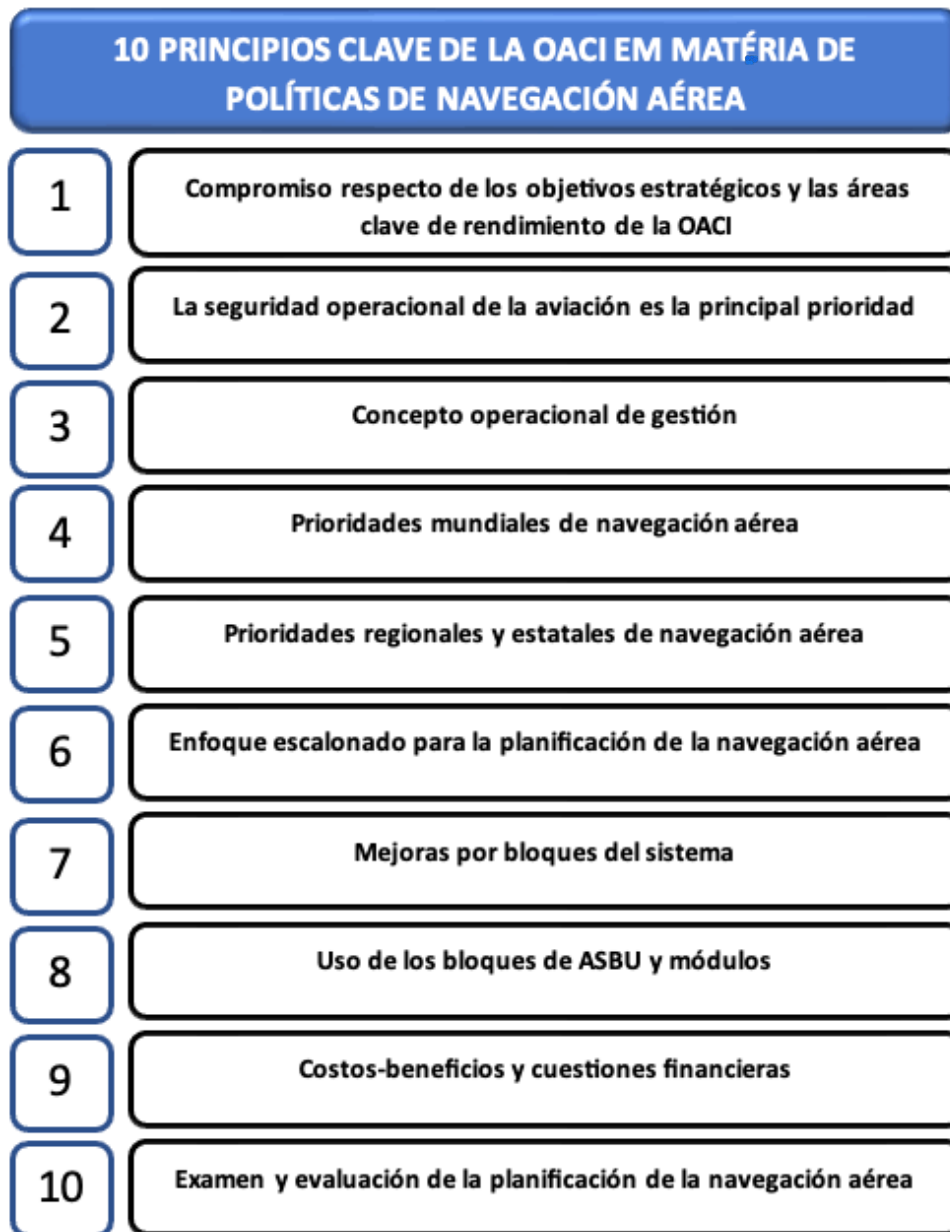 10 PRINCIPIOS CLAVE DE LA OACI EM MATÉRIA DE
POLÍTICAS DE NAVEGACIÓN AÉREA
1
Compromiso respecto de los objetivos estratégicos y las áreas
clave de rendimiento de la OACI
2
La seguridad operacional de la aviación es la principal prioridad
3
Concepto operacional de gestión
4
Prioridades mundiales de navegación aérea
5
Prioridades regionales y estatales de navegación aérea
6
Enfoque escalonado para la planificación de la navegación aérea
7
Mejoras por bloques del sistema
8
Uso de los bloques de ASBU y módulos
9
Costos-beneficios y cuestiones financieras
10
Examen y evaluación de la planificación de la navegación aérea